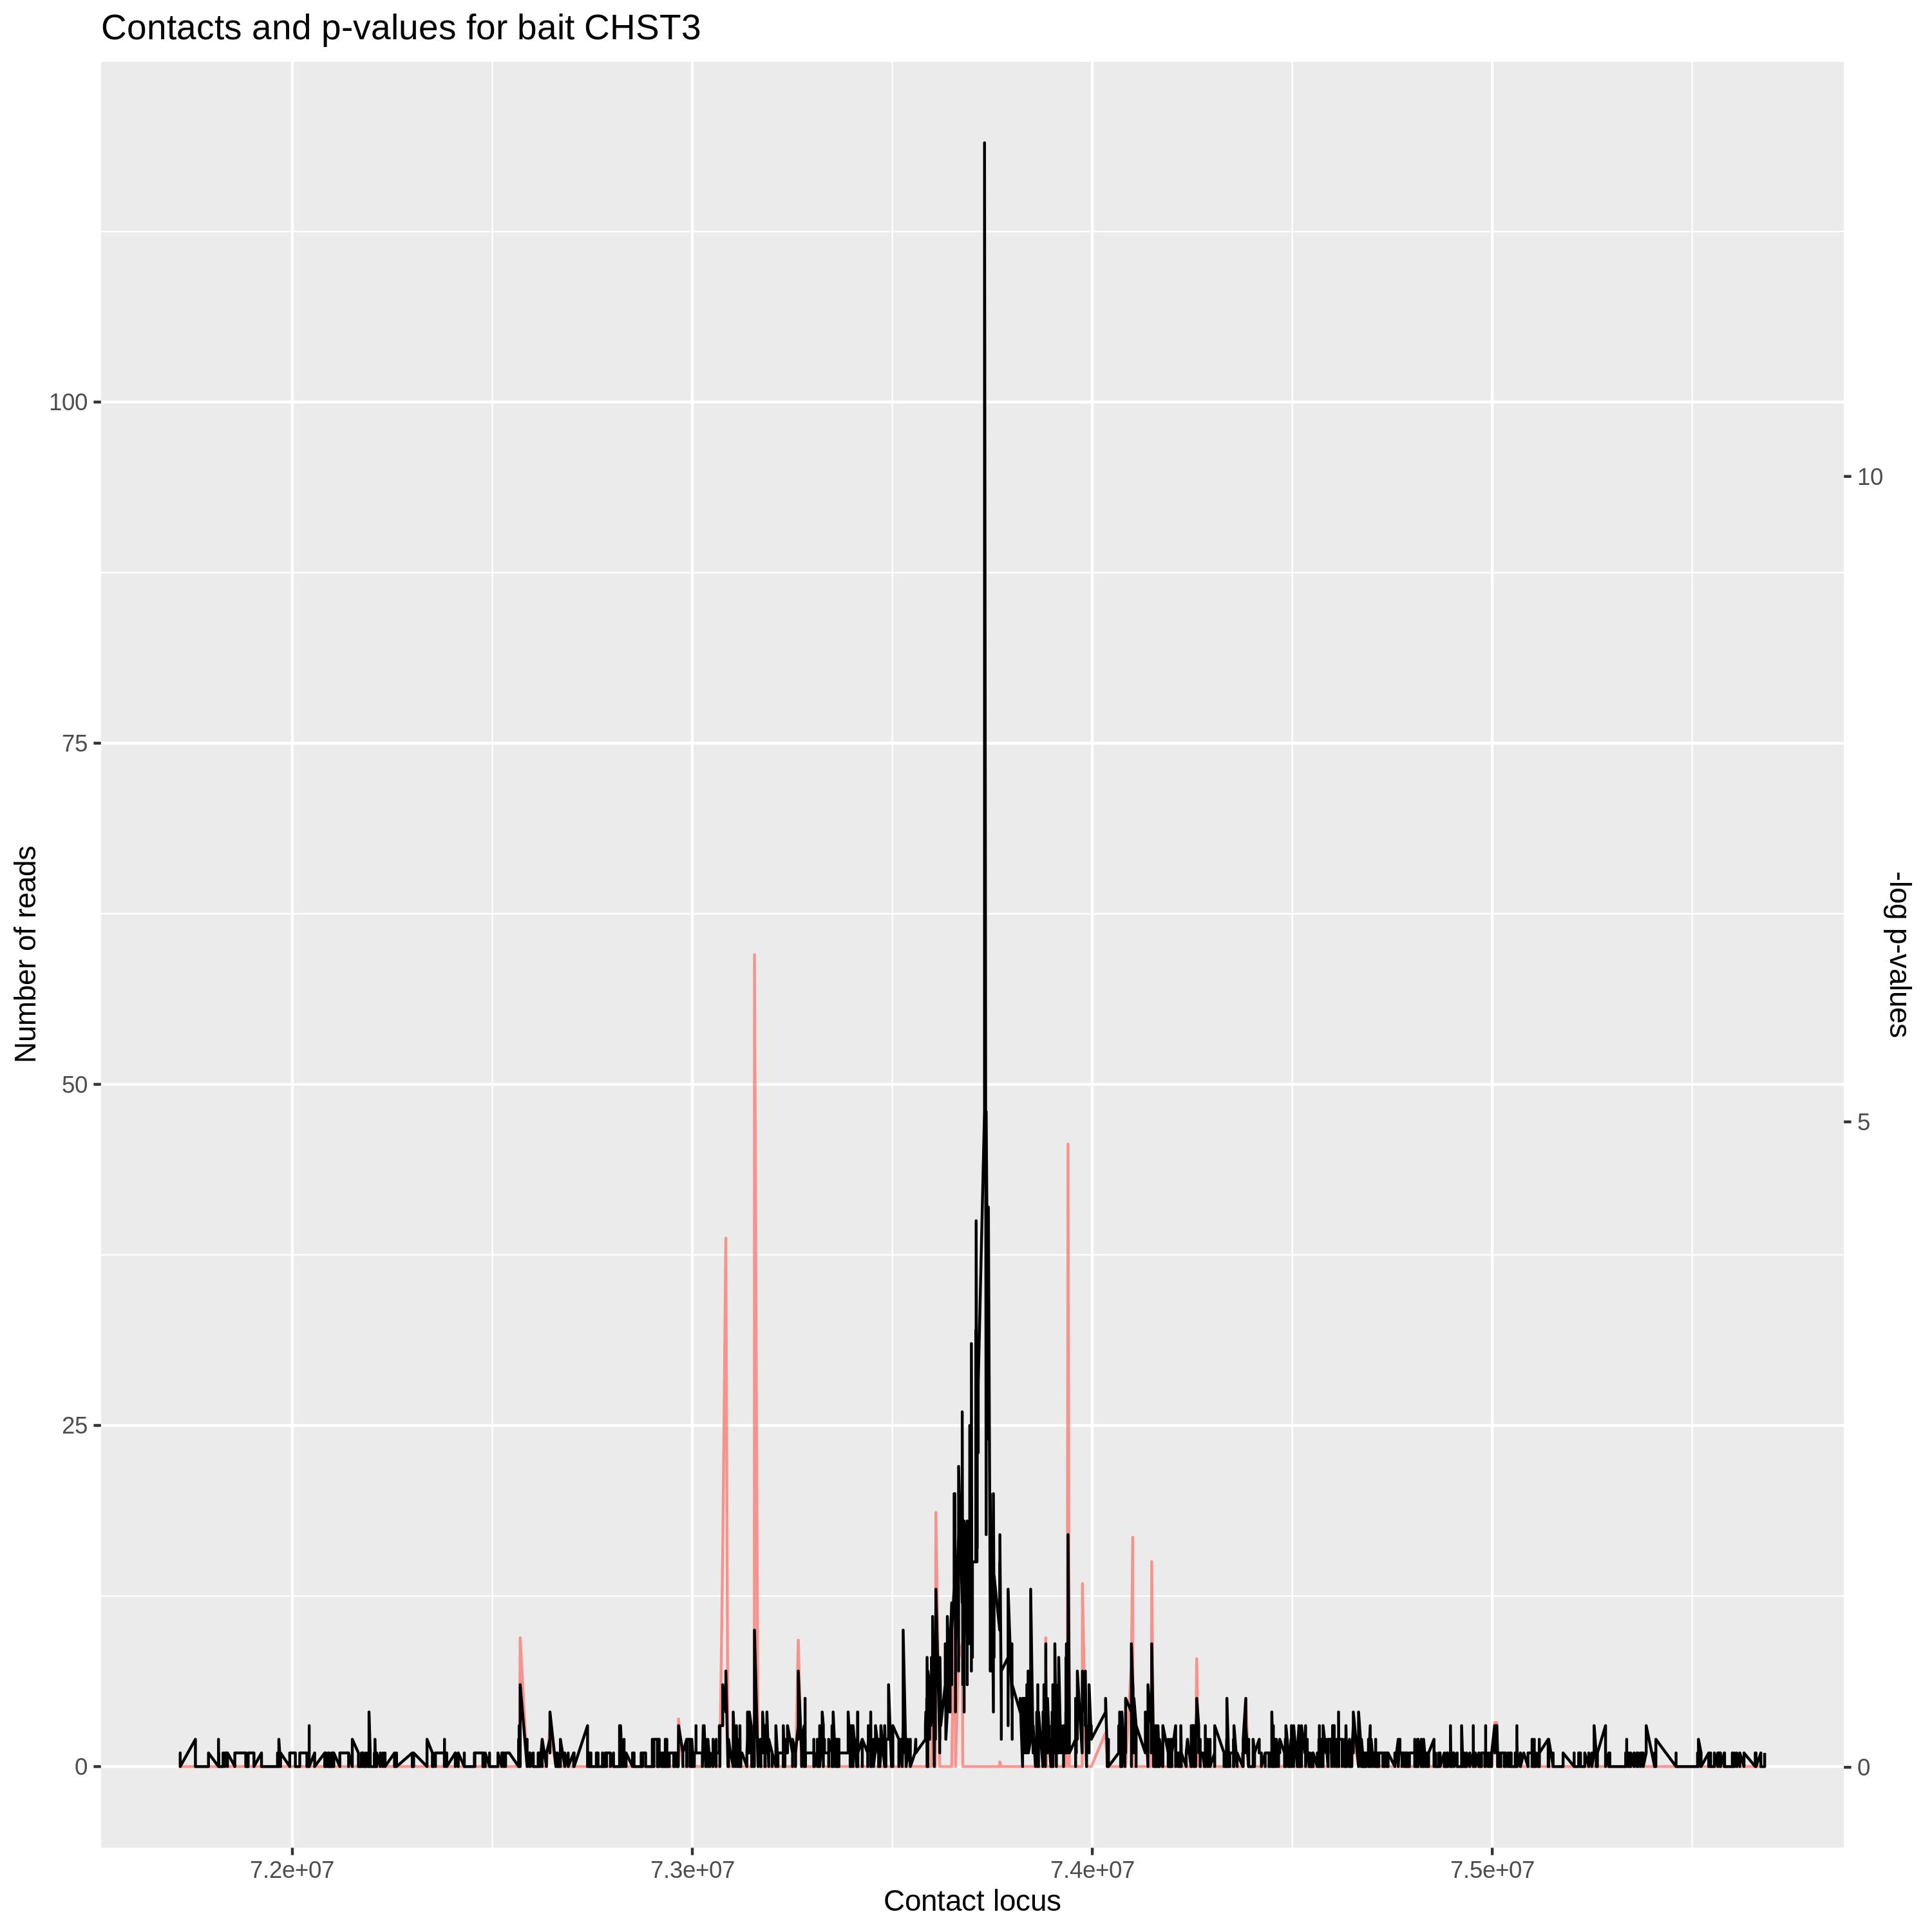 Contacts and p-values for bait CHST3
Number of reads
100
75
50
25
0
10
5
0
-log p-values
7.2e+07
7.3e+07
7.4e+07
7.5e+07
Contact locus